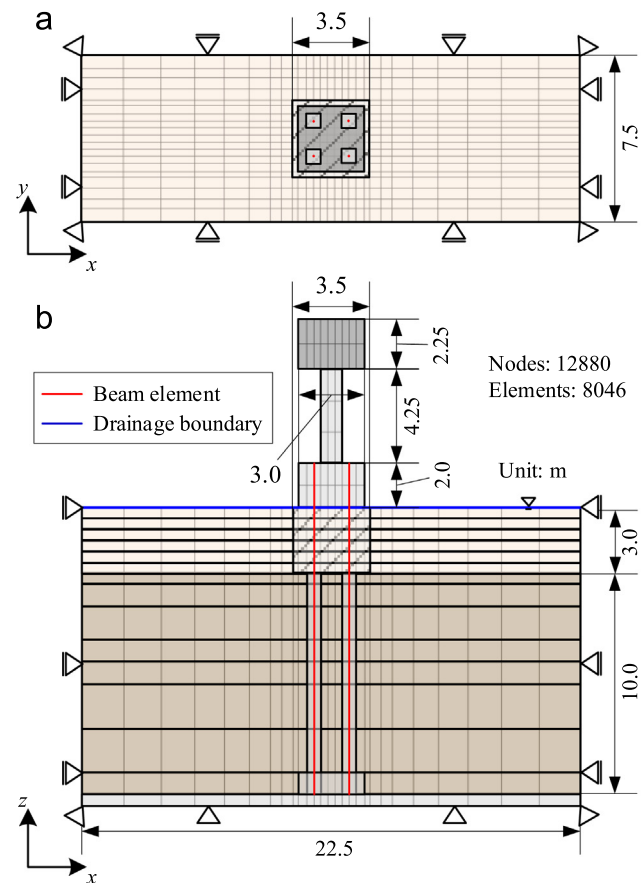 a
3.5
7.5
y
x
3.5
b
2.25
Nodes: 12880
Elements: 8046
Beam element
Drainage boundary
4.25
3.0
2.0
Unit: m
3.0
10.0
z
x
22.5